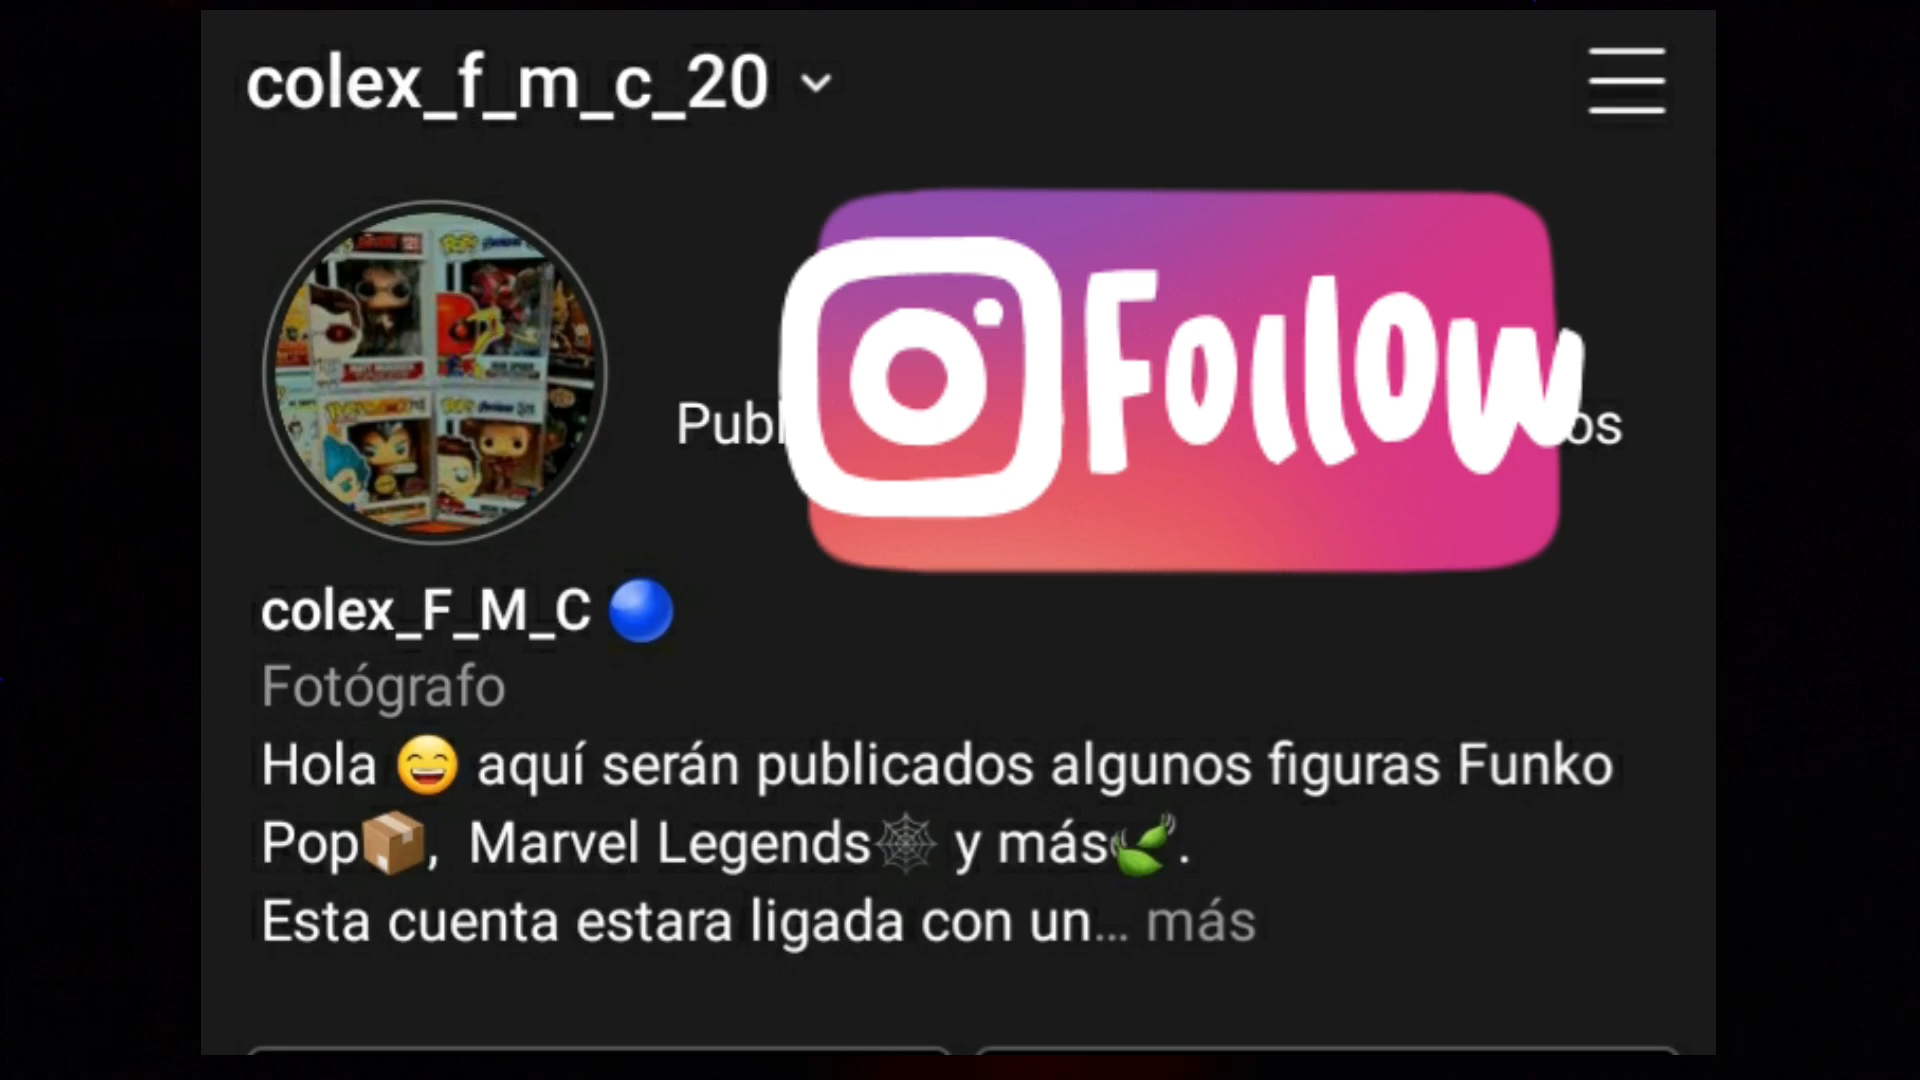 colex_f_m_c_20
Follow
colex_F_M_C 🔵
Fotógrafo
Hola 😄 aquí serán publicados algunos figuras Funko
Pop📦, Marvel Legends🕸 y más🍃.
Esta cuenta estara ligada con un... más